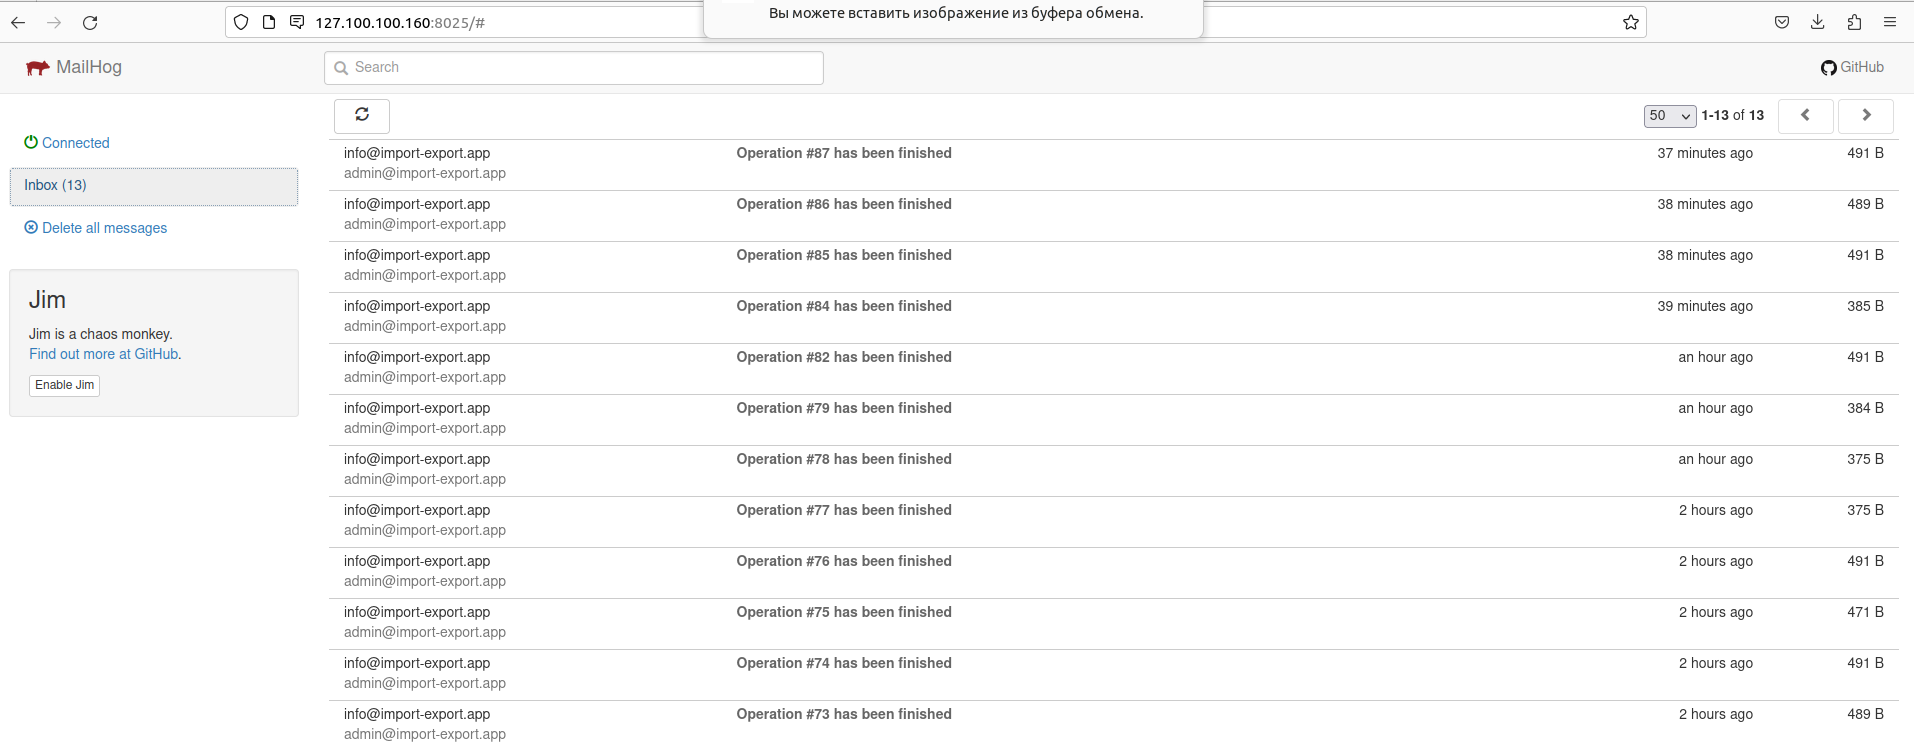 Вы можете вставить изображение из буфера обмена.
127.100.100.160:8025/#
MailHog
Search
GitHub
Connected
Inbox (13)
Delete all messages
Jim
Jim is a chaos monkey.
Find out more at GitHub.
Enable Jim
50 1-13 of 13
info@import-export.app Operation #87 has been finished 37 minutes ago 491 B
admin@import-export.app
info@import-export.app Operation #86 has been finished 38 minutes ago 489 B
admin@import-export.app
info@import-export.app Operation #85 has been finished 38 minutes ago 491 B
admin@import-export.app
info@import-export.app Operation #84 has been finished 39 minutes ago 385 B
admin@import-export.app
info@import-export.app Operation #82 has been finished an hour ago 491 B
admin@import-export.app
info@import-export.app Operation #79 has been finished an hour ago 384 B
admin@import-export.app
info@import-export.app Operation #78 has been finished an hour ago 375 B
admin@import-export.app
info@import-export.app Operation #77 has been finished 2 hours ago 375 B
admin@import-export.app
info@import-export.app Operation #76 has been finished 2 hours ago 491 B
admin@import-export.app
info@import-export.app Operation #75 has been finished 2 hours ago 471 B
admin@import-export.app
info@import-export.app Operation #74 has been finished 2 hours ago 491 B
admin@import-export.app
info@import-export.app Operation #73 has been finished 2 hours ago 489 B
admin@import-export.app